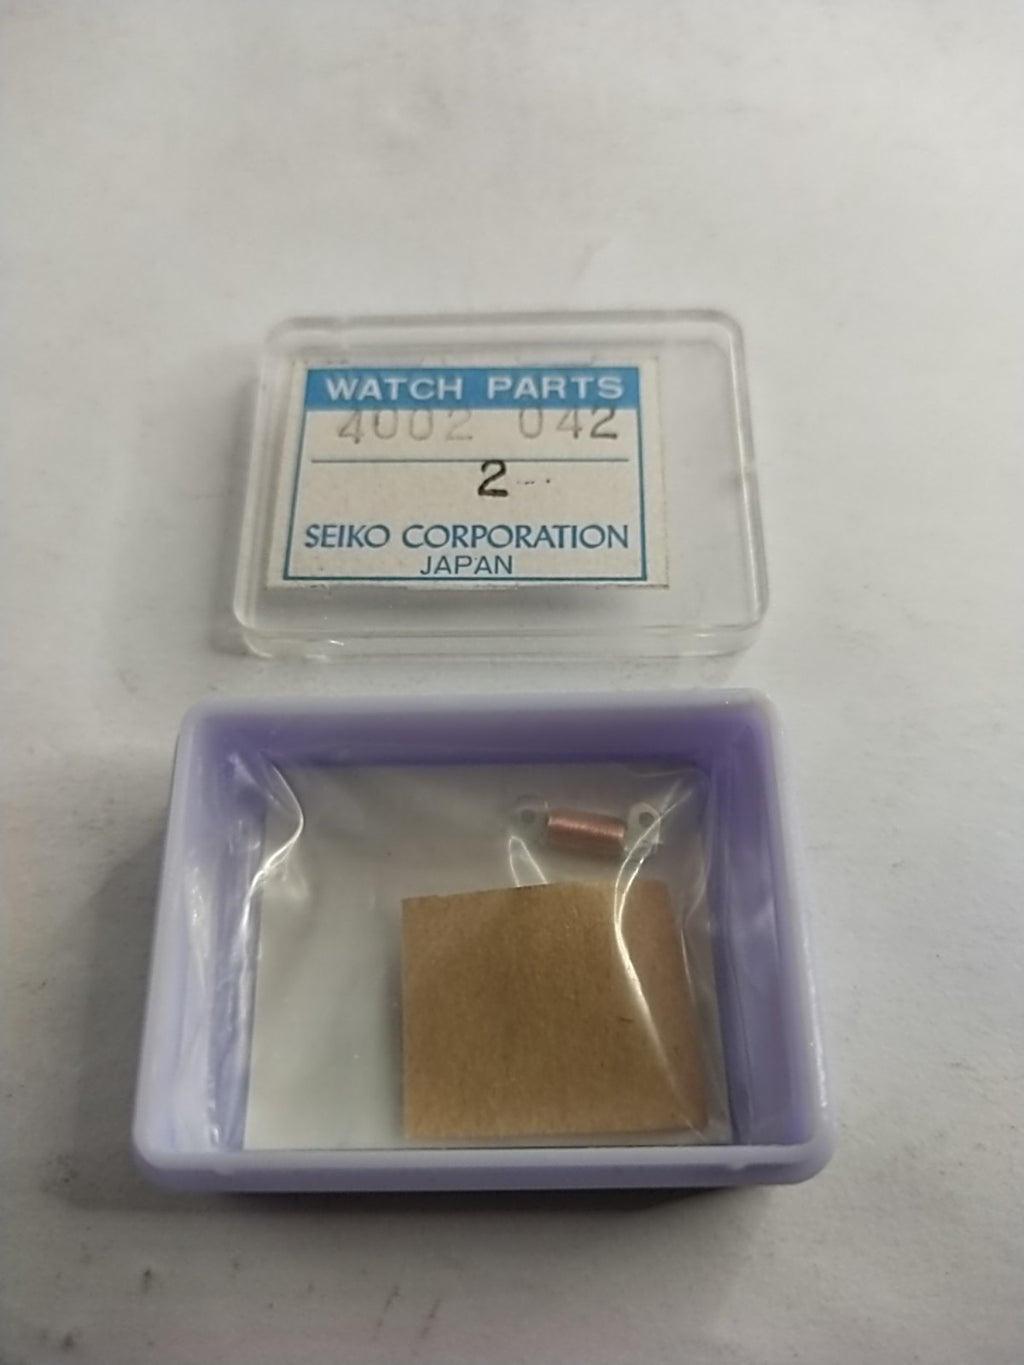 WATCH PARTS
4002 042
2
SEIKO CORPORATION
JAPAN